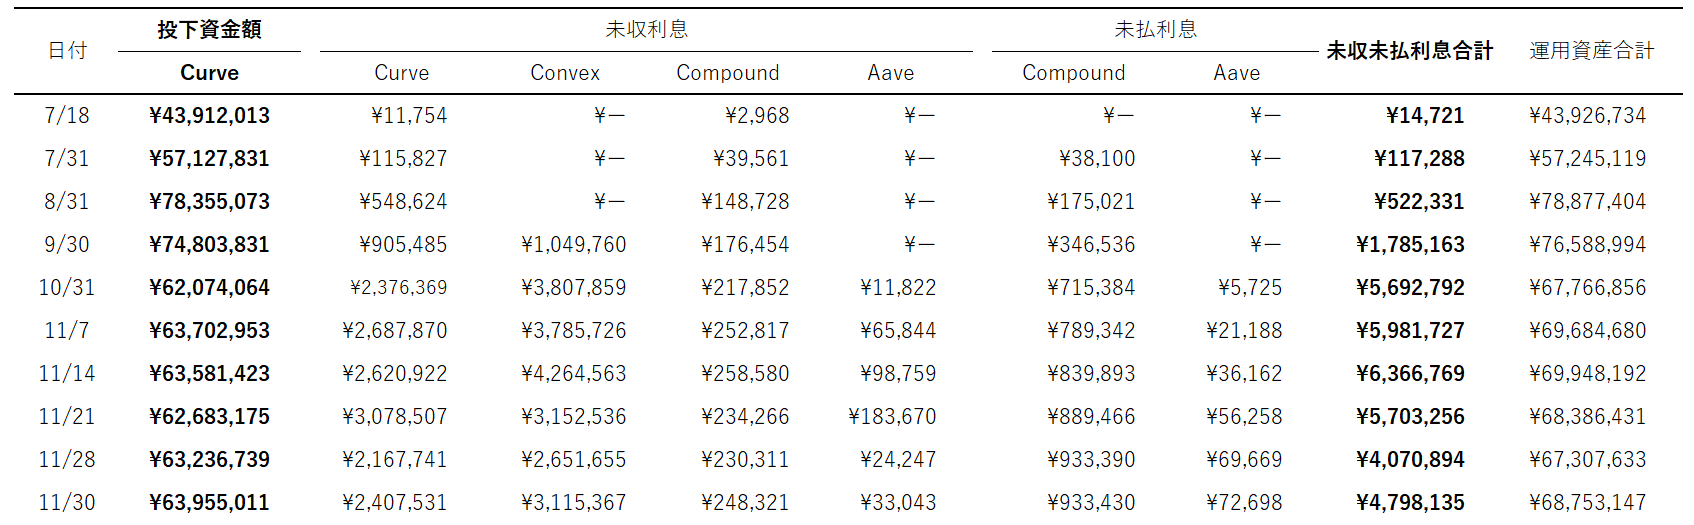 日付 投下資金額 未収利息 未払利息 未収未払利息合計 運用資産合計
Curve Curve Convex Compound Aave Compound Aave
7/18 ¥43,912,013 ¥11,754 ¥— ¥2,968 ¥— ¥— ¥— ¥14,721 ¥43,926,734
7/31 ¥57,127,831 ¥115,827 ¥— ¥39,561 ¥— ¥38,100 ¥— ¥117,288 ¥57,245,119
8/31 ¥78,355,073 ¥548,624 ¥— ¥148,728 ¥— ¥175,021 ¥— ¥522,331 ¥78,877,404
9/30 ¥74,803,831 ¥905,485 ¥1,049,760 ¥176,454 ¥— ¥346,536 ¥— ¥1,785,163 ¥76,588,994
10/31 ¥62,074,064 ¥2,376,369 ¥3,807,859 ¥217,852 ¥11,822 ¥715,384 ¥5,725 ¥5,692,792 ¥67,766,856
11/7 ¥63,702,953 ¥2,687,870 ¥3,785,726 ¥252,817 ¥65,844 ¥789,342 ¥21,188 ¥5,981,727 ¥69,684,680
11/14 ¥63,581,423 ¥2,620,922 ¥4,264,563 ¥258,580 ¥98,759 ¥839,893 ¥36,162 ¥6,366,769 ¥69,948,192
11/21 ¥62,683,175 ¥3,078,507 ¥3,152,536 ¥234,266 ¥183,670 ¥889,466 ¥56,258 ¥5,703,256 ¥68,386,431
11/28 ¥63,236,739 ¥2,167,741 ¥2,651,655 ¥230,311 ¥24,247 ¥933,390 ¥69,669 ¥4,070,894 ¥67,307,633
11/30 ¥63,955,011 ¥2,407,531 ¥3,115,367 ¥248,321 ¥33,043 ¥933,430 ¥72,698 ¥4,798,135 ¥68,753,147